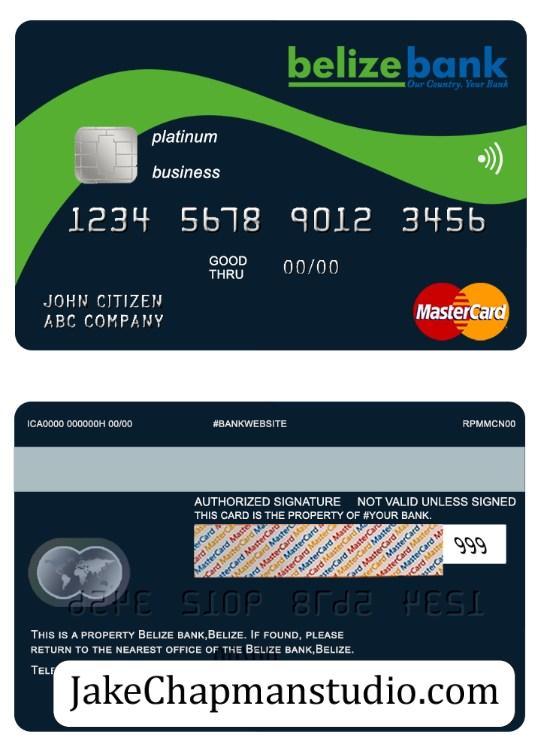 belize bank
Our Country, Your Bank
platinum
business
1234 5678 9012 3456
GOOD
THRU 00/00
JOHN CITIZEN
ABC COMPANY
MasterCard
ICA0000 000000H 00/00 #BANKWEBSITE RPMMCN00
AUTHORIZED SIGNATURE NOT VALID UNLESS SIGNED
THIS CARD IS THE PROPERTY OF #YOUR BANK.
999
THIS IS A PROPERTY BELIZE BANK,BELIZE. IF FOUND, PLEASE
RETURN TO THE NEAREST OFFICE OF THE BELIZE BANK,BELIZE.
JakeChapmanstudio.com